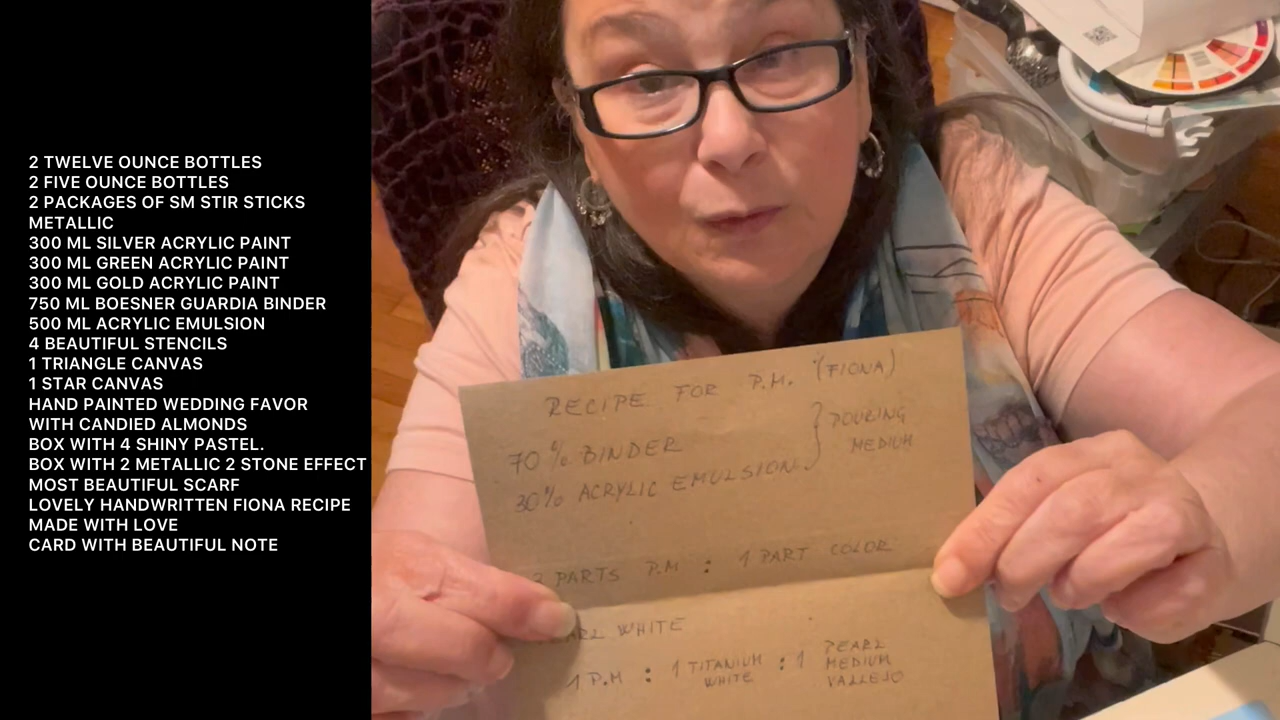 2 TWELVE OUNCE BOTTLES
2 FIVE OUNCE BOTTLES
2 PACKAGES OF SM STIR STICKS
METALLIC
300 ML SILVER ACRYLIC PAINT
300 ML GREEN ACRYLIC PAINT
300 ML GOLD ACRYLIC PAINT
750 ML BOESNER GUARDIA BINDER
500 ML ACRYLIC EMULSION
4 BEAUTIFUL STENCILS
1 TRIANGLE CANVAS
1 STAR CANVAS
HAND PAINTED WEDDING FAVOR
WITH CANDIED ALMONDS
BOX WITH 4 SHINY PASTEL.
BOX WITH 2 METALLIC 2 STONE EFFECT
MOST BEAUTIFUL SCARF
LOVELY HANDWRITTEN FIONA RECIPE
MADE WITH LOVE
CARD WITH BEAUTIFUL NOTE
RECIPE FOR P.M. (FIONA)
70% BINDER
30% ACRYLIC EMULSION
} POURING
MEDIUM
PARTS P.M : 1 PART COLOR
WHITE
1 P.M : 1 TITANIUM WHITE : 1 PEARL MEDIUM VALLEJO